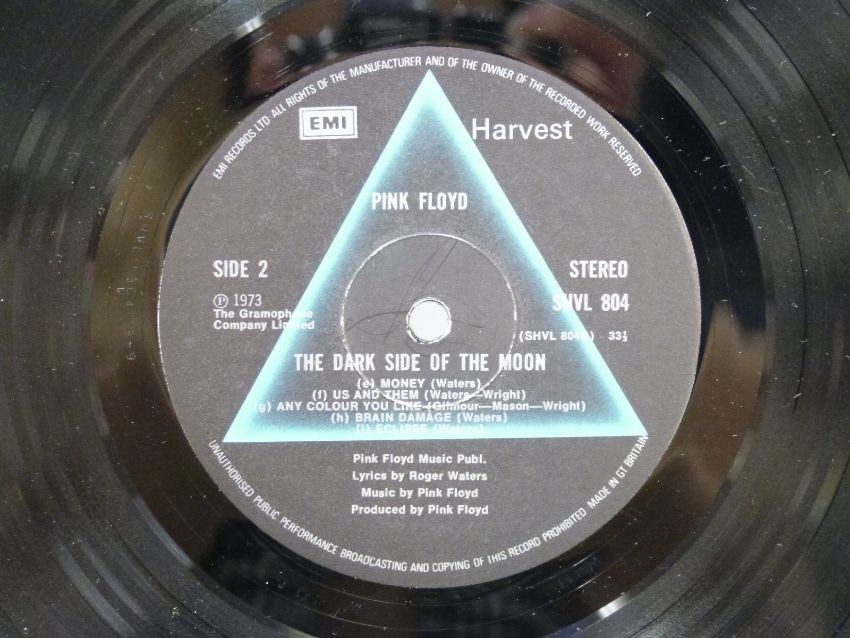 EMI RECORDS LTD ALL RIGHTS OF THE MANUFACTURER AND OF THE OWNER OF THE RECORDED WORK RESERVED
EMI
Harvest
PINK FLOYD
SIDE 2
STEREO
Ⓟ 1973
SHVL 804
The Gramophone
Company Limited
33⅓
THE DARK SIDE OF THE MOON
(e) MONEY (Waters)
(f) US AND THEM (Waters—Wright)
(g) ANY COLOUR YOU LIKE (Gilmour—Mason—Wright)
(h) BRAIN DAMAGE (Waters)
(i) ECLIPSE (Waters)
Pink Floyd Music Publ.
Lyrics by Roger Waters
Music by Pink Floyd
Produced by Pink Floyd
UNAUTHORISED PUBLIC PERFORMANCE BROADCASTING AND COPYING OF THIS RECORD PROHIBITED MADE IN GT BRITAIN